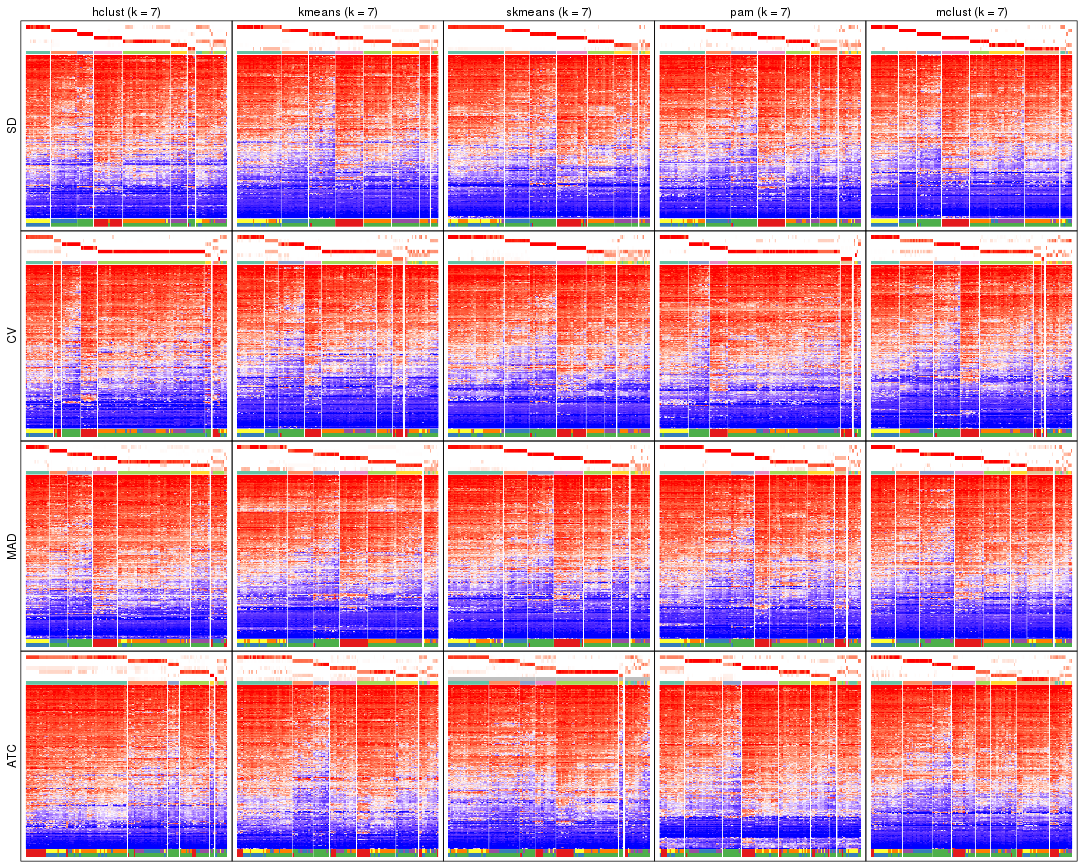 hclust (k = 7)
kmeans (k = 7)
skmeans (k = 7)
pam (k = 7)
mclust (k = 7)
SD
CV
MAD
ATC